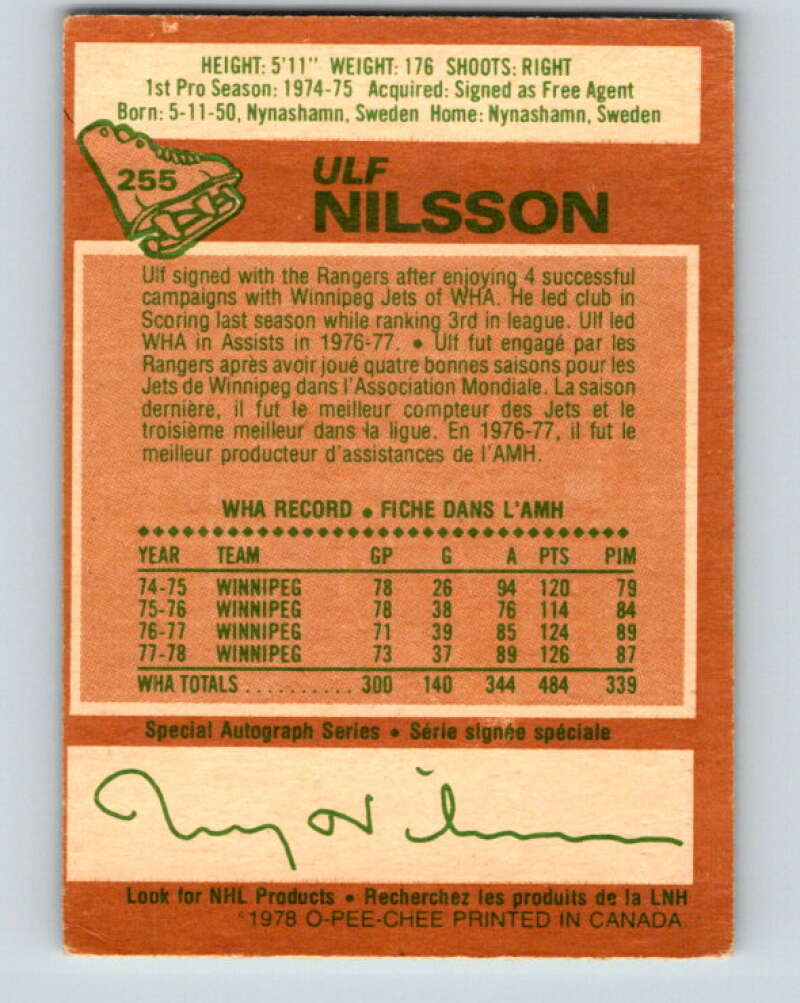 HEIGHT: 5'11" WEIGHT: 176 SHOOTS: RIGHT
1st Pro Season: 1974-75 Acquired: Signed as Free Agent
Born: 5-11-50, Nynashamn, Sweden Home: Nynashamn, Sweden
255
ULF
NILSSON
Ulf signed with the Rangers after enjoying 4 successful
campaigns with Winnipeg Jets of WHA. He led club in
Scoring last season while ranking 3rd in league. Ulf led
WHA in Assists in 1976-77. • Ulf fut engagé par les
Rangers après avoir joué quatre bonnes saisons pour les
Jets de Winnipeg dans l'Association Mondiale. La saison
dernière, il fut le meilleur compteur des Jets et le
troisième meilleur dans la ligue. En 1976-77, il fut le
meilleur producteur d'assistances de l'AMH.
WHA RECORD • FICHE DANS L'AMH
YEAR TEAM GP G A PTS PIM
74-75 WINNIPEG 78 26 94 120 79
75-76 WINNIPEG 78 38 76 114 84
76-77 WINNIPEG 71 39 85 124 89
77-78 WINNIPEG 73 37 89 126 87
WHA TOTALS .......... 300 140 344 484 339
Special Autograph Series • Série signée spéciale
Look for NHL Products • Recherchez les produits de la LNH
©1978 O-PEE-CHEE PRINTED IN CANADA.